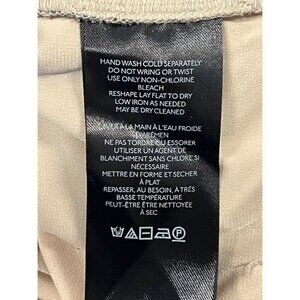 HAND WASH COLD SEPARATELY
DO NOT WRING OR TWIST
USE ONLY NON-CHLORINE
BLEACH
RESHAPE LAY FLAT TO DRY
LOW IRON AS NEEDED
MAY BE DRY CLEANED
LAVER À LA MAIN À L'EAU FROIDE
SÉPARÉMEN
NE PAS TORDRE OU ESSORER
UTILISER UN AGENT DE
BLANCHIMENT SANS CHLORE SI
NÉCESSAIRE
METTRE EN FORME ET SÉCHER
À PLAT
REPASSER, AU BESOIN, À TRÈS
BASSE TEMPÉRATURE
PEUT-ÊTRE ÊTRE NETTOYÉE
À SEC
P